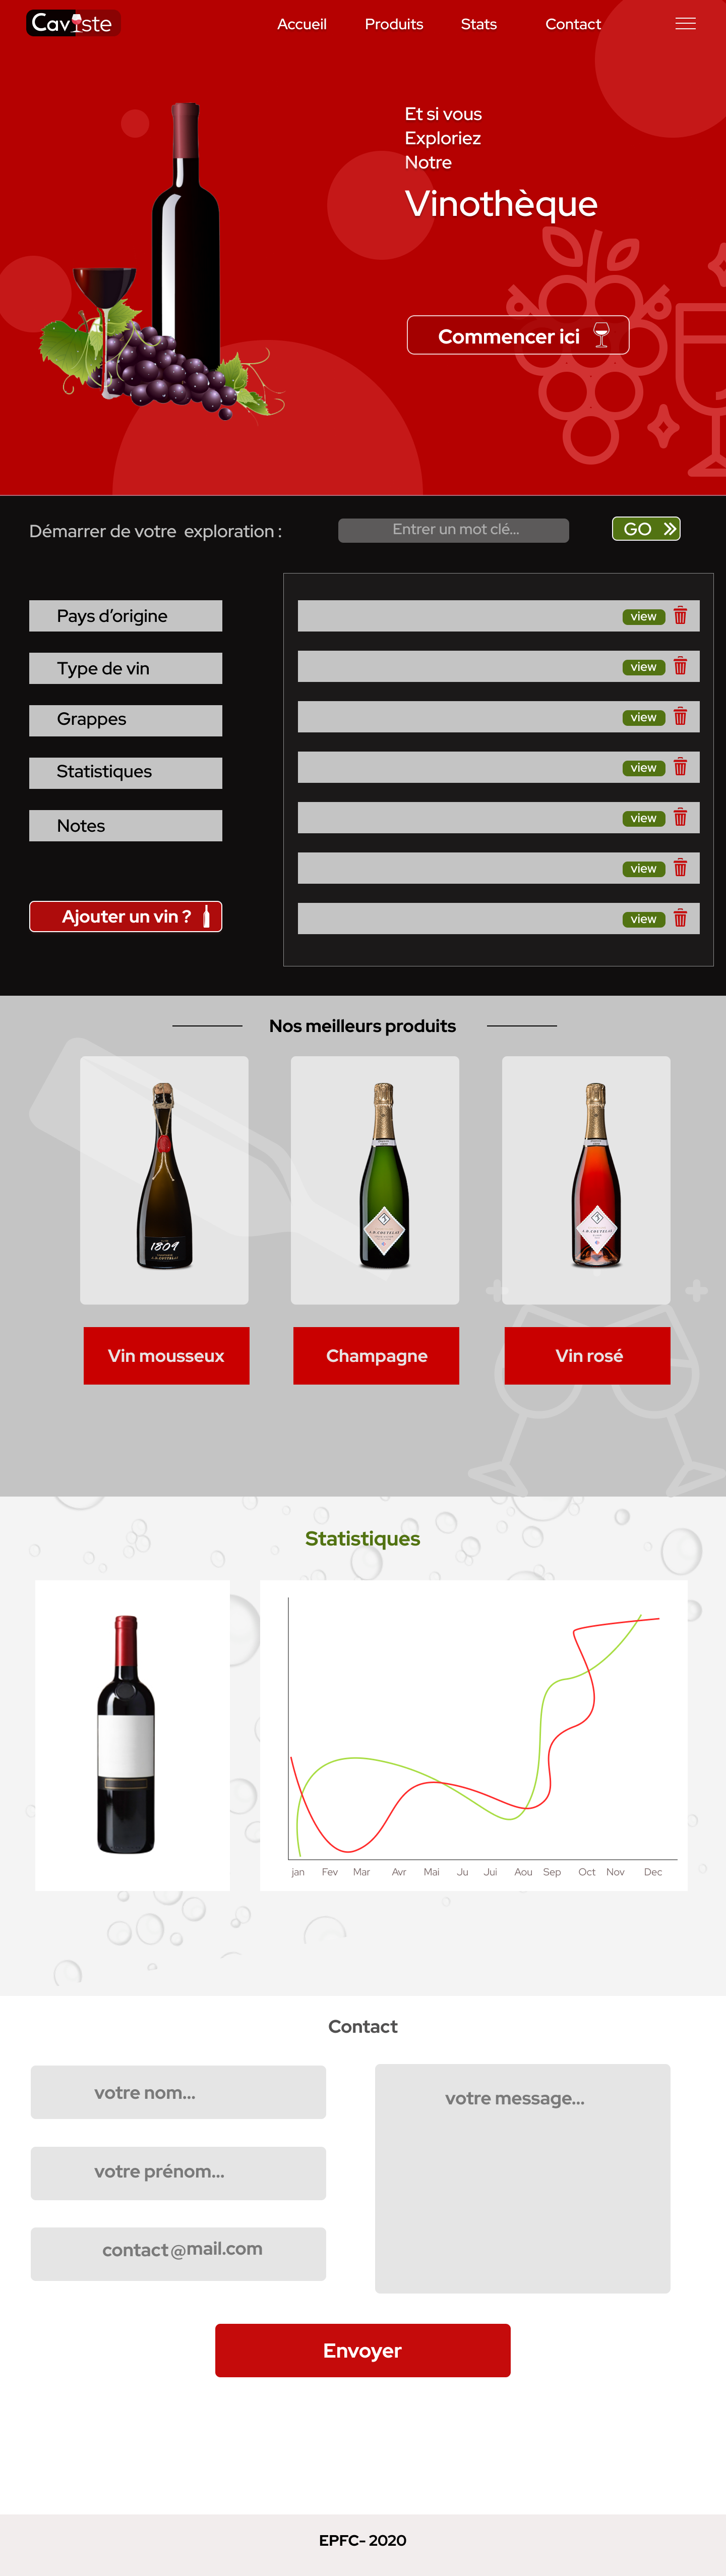 Caviste
Accueil Produits Stats Contact
Et si vous
Exploriez
Notre
Vinothèque
Commencer ici
Démarrer de votre exploration :
Entrer un mot clé...
GO
Pays d'origine
Type de vin
Grappes
Statistiques
Notes
Ajouter un vin ?
view
view
view
view
view
view
view
Nos meilleurs produits
1809
Vin mousseux
Champagne
Vin rosé
Statistiques
jan Fev Mar Avr Mai Ju Jui Aou Sep Oct Nov Dec
Contact
votre nom...
votre prénom...
contact@mail.com
votre message...
Envoyer
EPFC- 2020